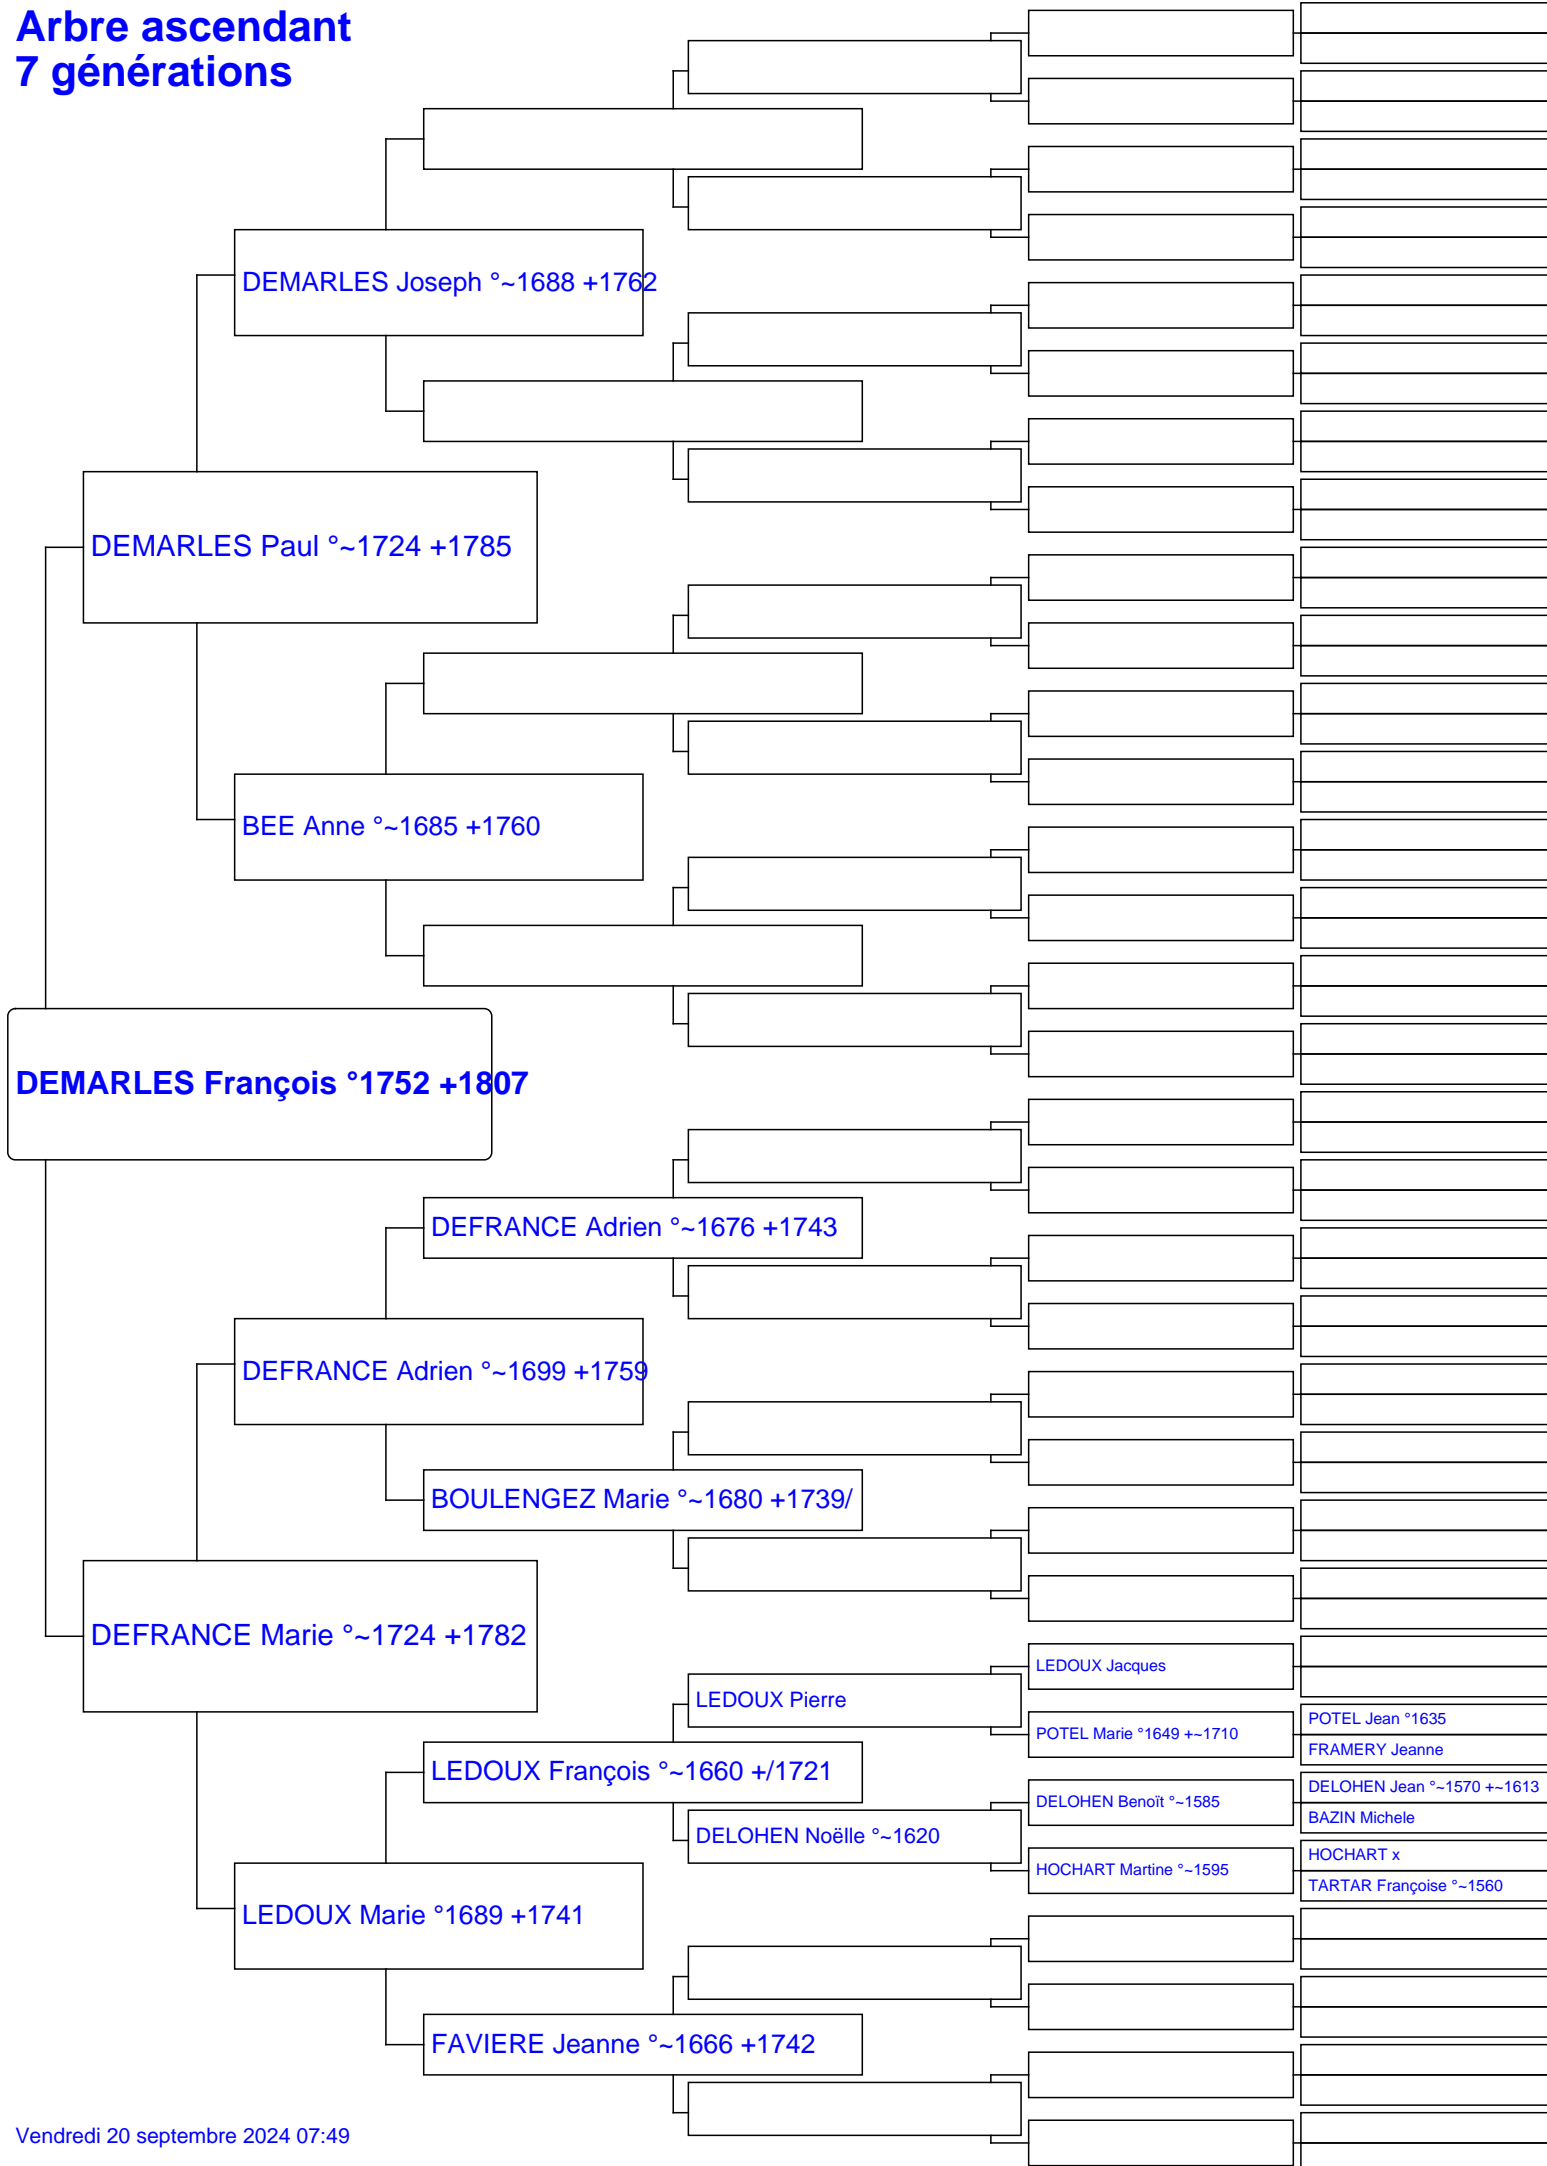 Arbre ascendant
7 générations
DEMARLES Joseph °~1688 +1762
DEMARLES Paul °~1724 +1785
BEE Anne °~1685 +1760
DEMARLES François °1752 +1807
DEFRANCE Adrien °~1676 +1743
DEFRANCE Adrien °~1699 +1759
BOULENGEZ Marie °~1680 +1739/
DEFRANCE Marie °~1724 +1782
LEDOUX Jacques
LEDOUX Pierre
POTEL Jean °1635
POTEL Marie °1649 +~1710
FRAMERY Jeanne
LEDOUX François °~1660 +/1721
DELOHEN Jean °~1570 +~1613
DELOHEN Benoït °~1585
BAZIN Michele
DELOHEN Noëlle °~1620
HOCHART x
HOCHART Martine °~1595
TARTAR Françoise °~1560
LEDOUX Marie °1689 +1741
FAVIERE Jeanne °~1666 +1742
Vendredi 20 septembre 2024 07:49